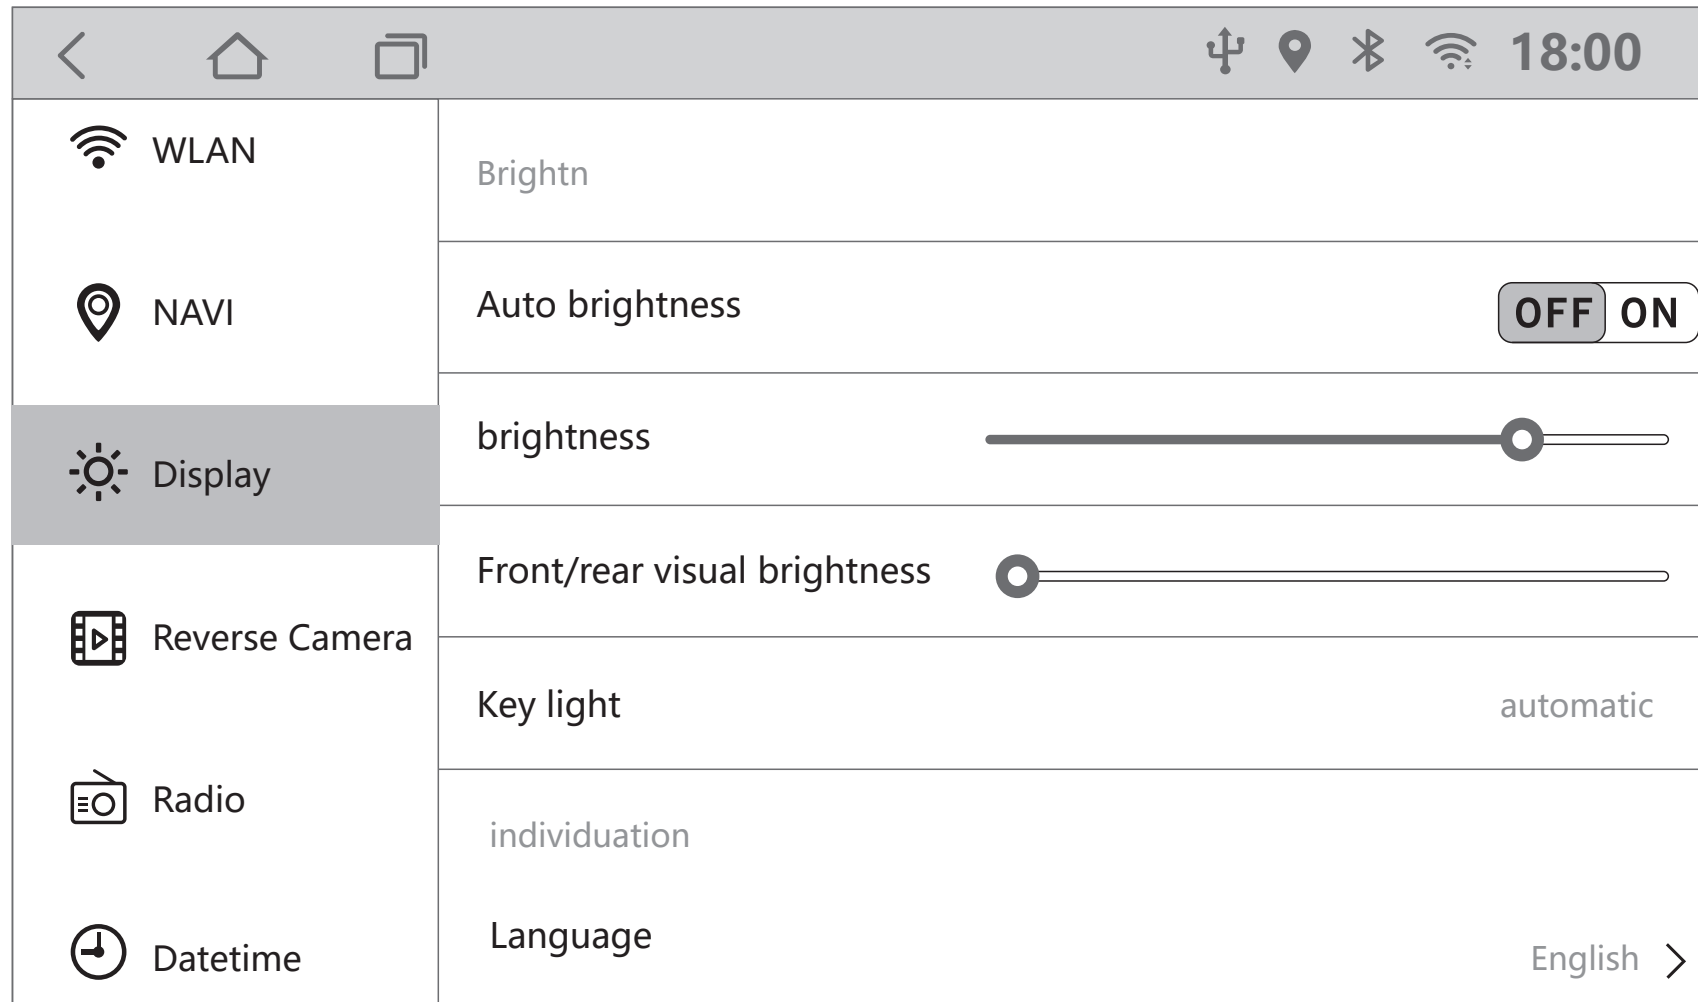 18:00
WLAN
NAVI
Display
Reverse Camera
Radio
Datetime
Brightn
Auto brightness
OFF ON
brightness
Front/rear visual brightness
Key light
automatic
individuation
Language
English